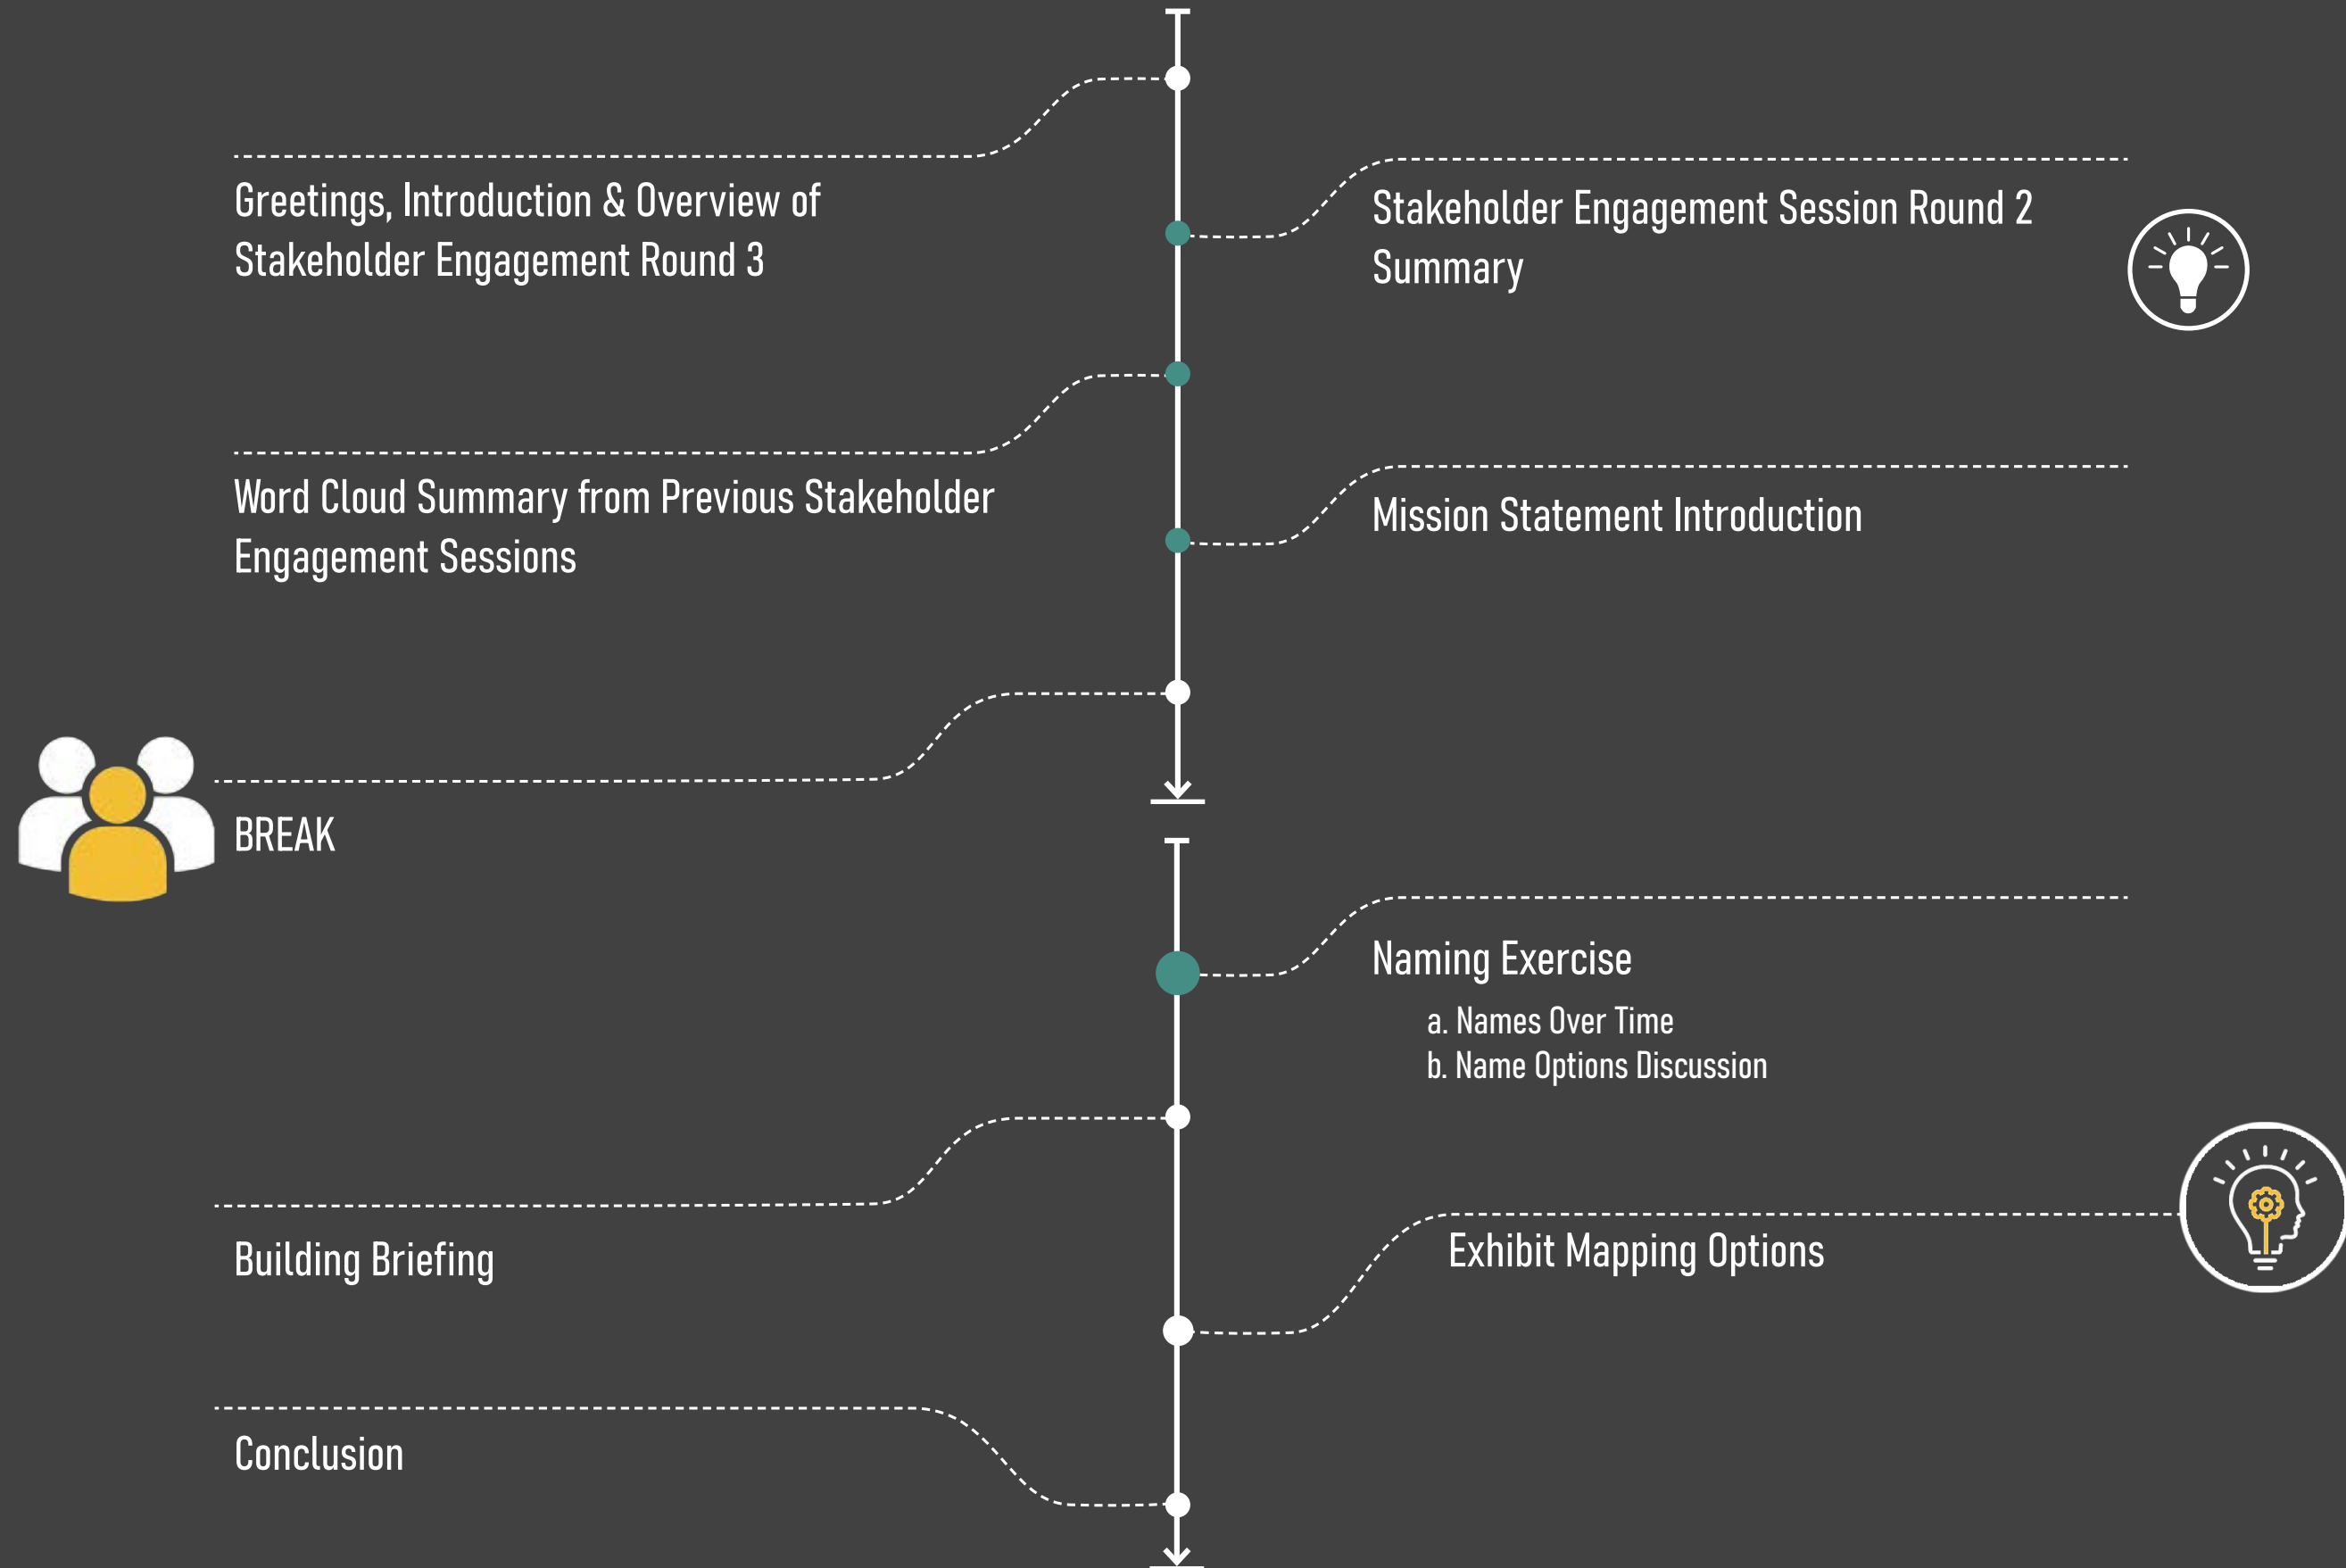 Greetings, Introduction & Overview of
Stakeholder Engagement Round 3
Stakeholder Engagement Session Round 2
Summary
Word Cloud Summary from Previous Stakeholder
Engagement Sessions
Mission Statement Introduction
BREAK
Naming Exercise
a. Names Over Time
b. Name Options Discussion
Building Briefing
Exhibit Mapping Options
Conclusion